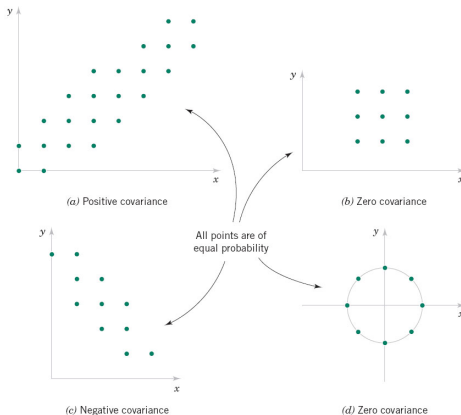 y
x
(a) Positive covariance
y
x
(b) Zero covariance
All points are of
equal probability
y
x
(c) Negative covariance
y
x
(d) Zero covariance